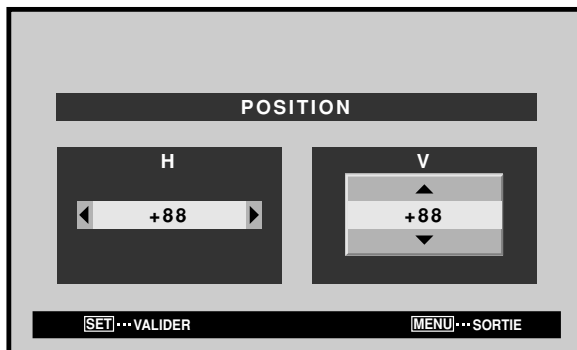 POSITION
H V
+88 +88
SET···VALIDER MENU···SORTIE